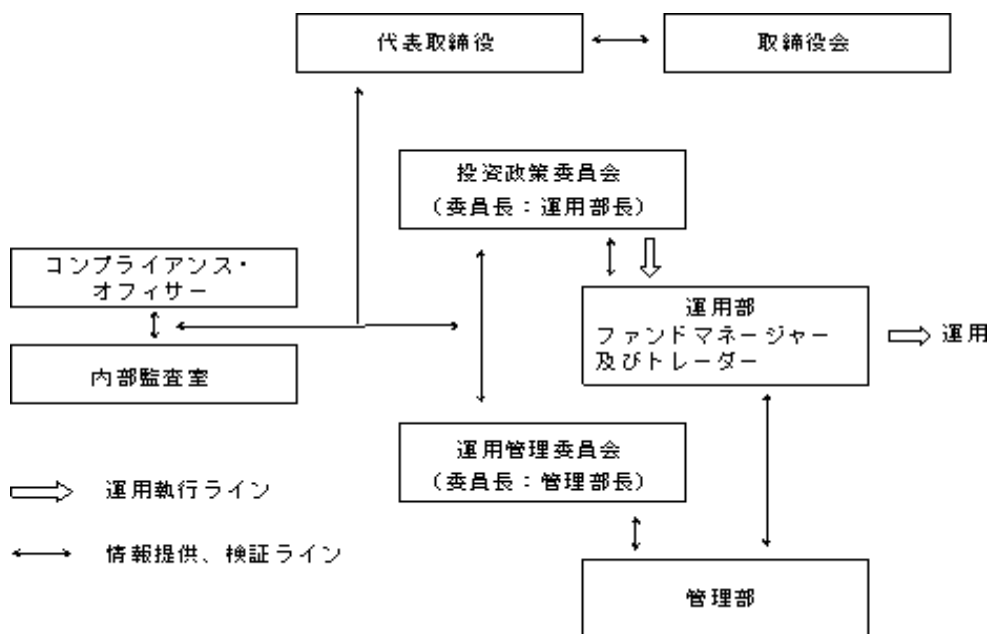 代表取締役
取締役会
投資政策委員会
(委員長：運用部長)
コンプライアンス・
オフィサー
内部監査室
運用部
ファンドマネージャー
及びトレーダー
運用
運用管理委員会
(委員長：管理部長)
運用執行ライン
情報提供、検証ライン
管理部